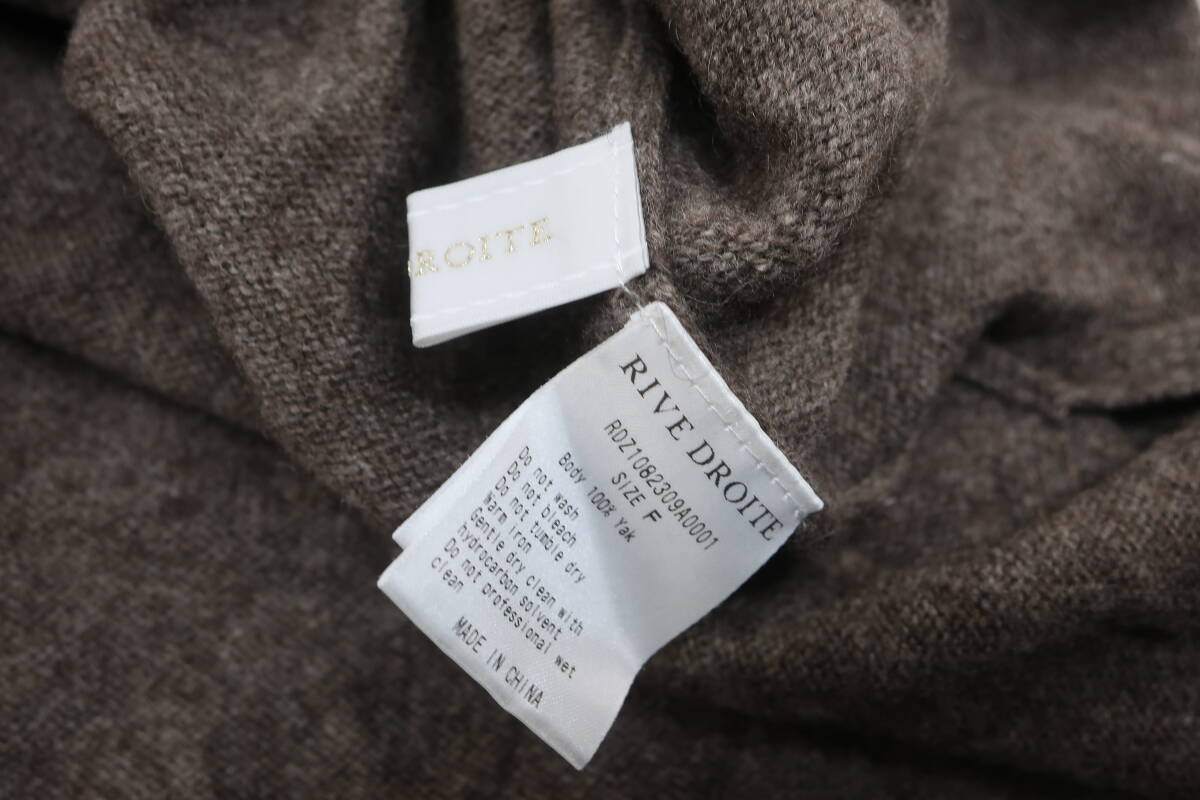 ROITE
RIVE DROITE
RDZ1082309A0001
SIZE F
Body 100% Yak
Do not wash
Do not bleach
Do not tumble dry
Warm iron
Gentle dry clean with
hydrocarbon solvent
Do not professional wet
clean
MADE IN CHINA